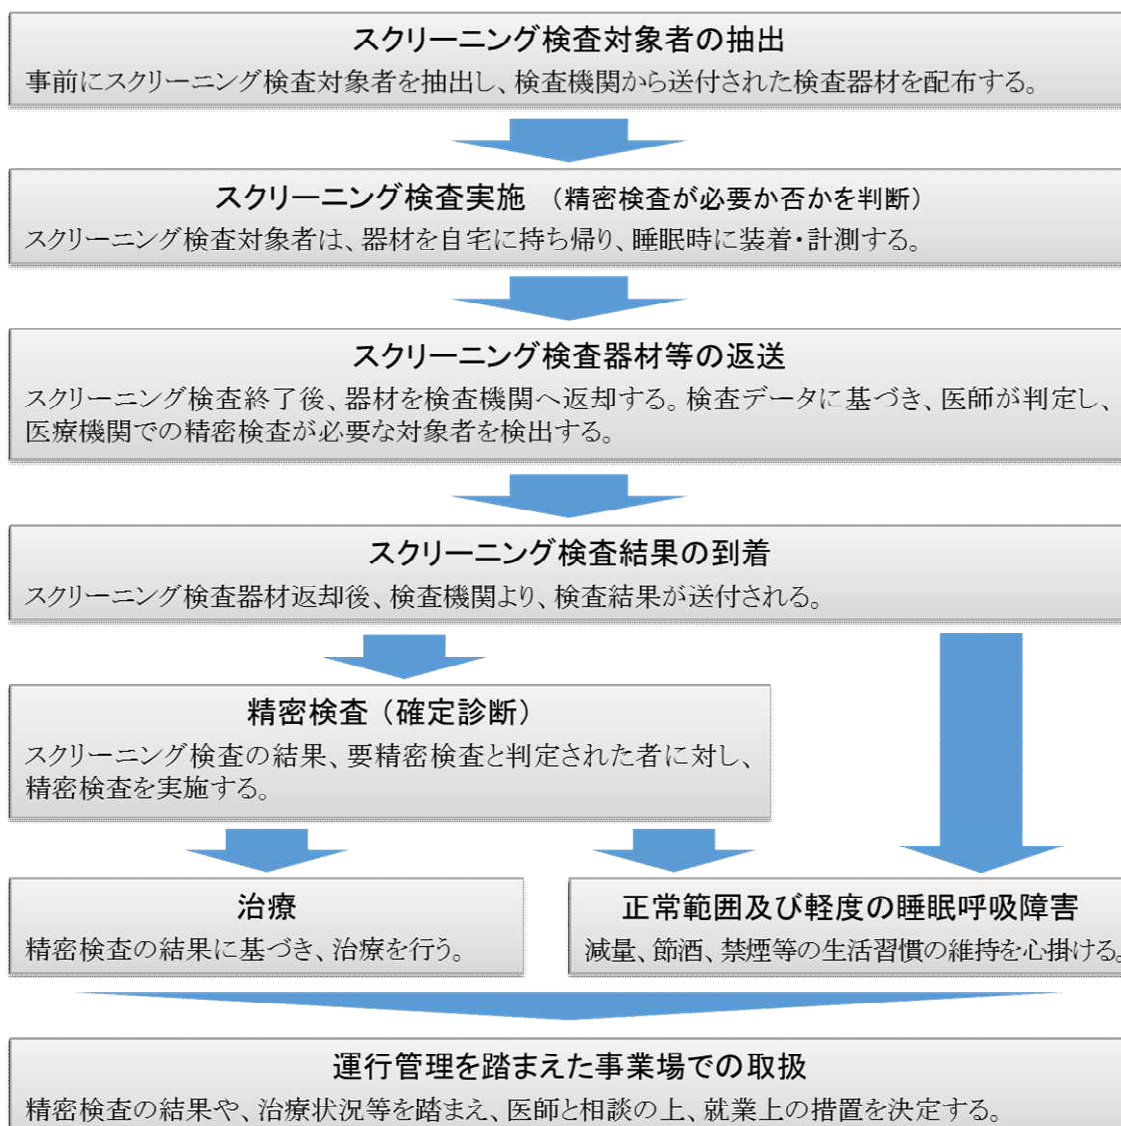 スクリーニング検査対象者の抽出
事前にスクリーニング検査対象者を抽出し、検査機関から送付された検査器材を配布する。
スクリーニング検査実施　（精密検査が必要か否かを判断）
スクリーニング検査対象者は、器材を自宅に持ち帰り、睡眠時に装着・計測する。
スクリーニング検査器材等の返送
スクリーニング検査終了後、器材を検査機関へ返却する。検査データに基づき、医師が判定し、
医療機関での精密検査が必要な対象者を検出する。
スクリーニング検査結果の到着
スクリーニング検査器材返却後、検査機関より、検査結果が送付される。
精密検査（確定診断）
スクリーニング検査の結果、要精密検査と判定された者に対し、
精密検査を実施する。
治療
精密検査の結果に基づき、治療を行う。
正常範囲及び軽度の睡眠呼吸障害
減量、節酒、禁煙等の生活習慣の維持を心掛ける。
運行管理を踏まえた事業場での取扱
精密検査の結果や、治療状況等を踏まえ、医師と相談の上、就業上の措置を決定する。